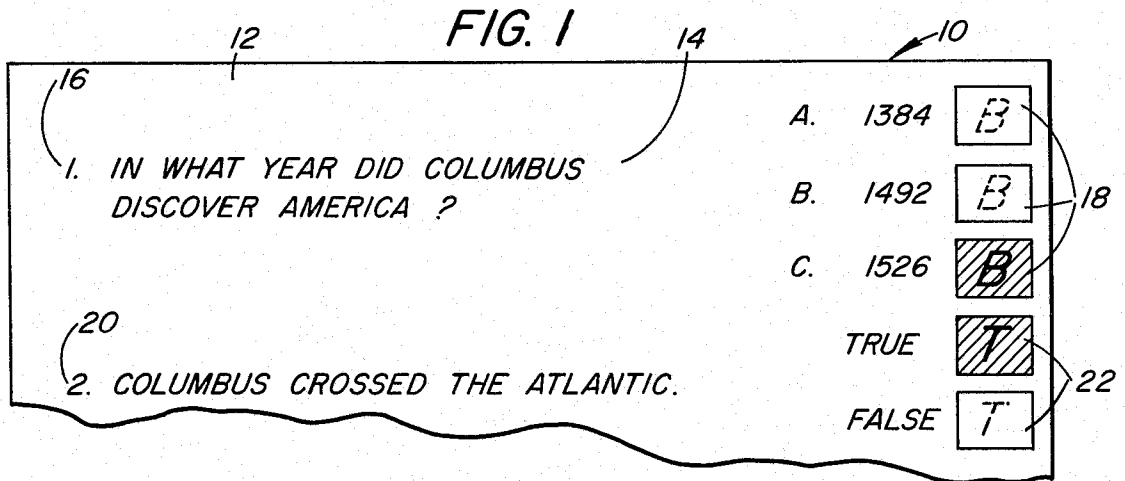 FIG. 1
12
14
10
16
A. 1384 B
1. IN WHAT YEAR DID COLUMBUS
DISCOVER AMERICA ?
B. 1492 B
18
C. 1526 B
20
TRUE T
2. COLUMBUS CROSSED THE ATLANTIC.
22
FALSE T